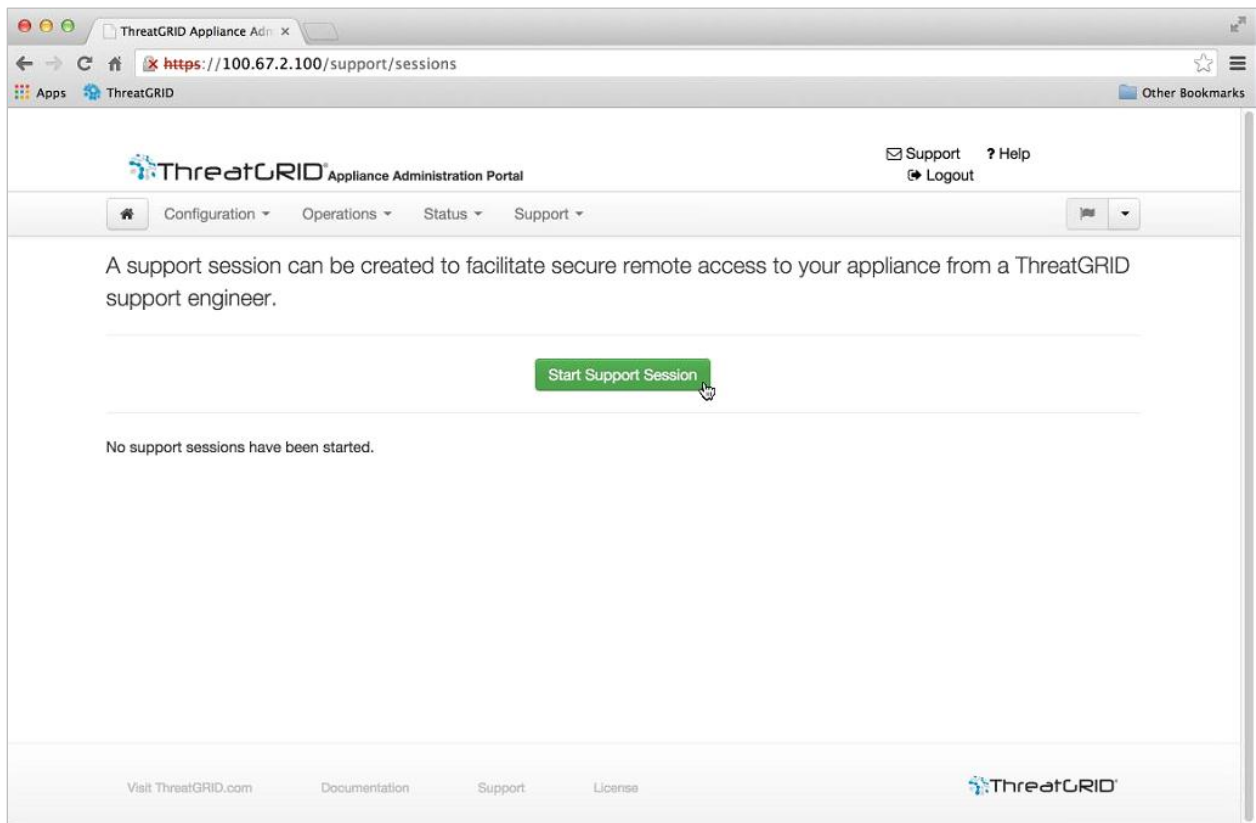 ThreatGRID Appliance Adn
https://100.67.2.100/support/sessions
Apps ThreatGRID Other Bookmarks
ThreatGRID® Appliance Administration Portal
Support ? Help
Logout
Configuration Operations Status Support
A support session can be created to facilitate secure remote access to your appliance from a ThreatGRID
support engineer.
Start Support Session
No support sessions have been started.
Visit ThreatGRID.com Documentation Support License ThreatGRID®